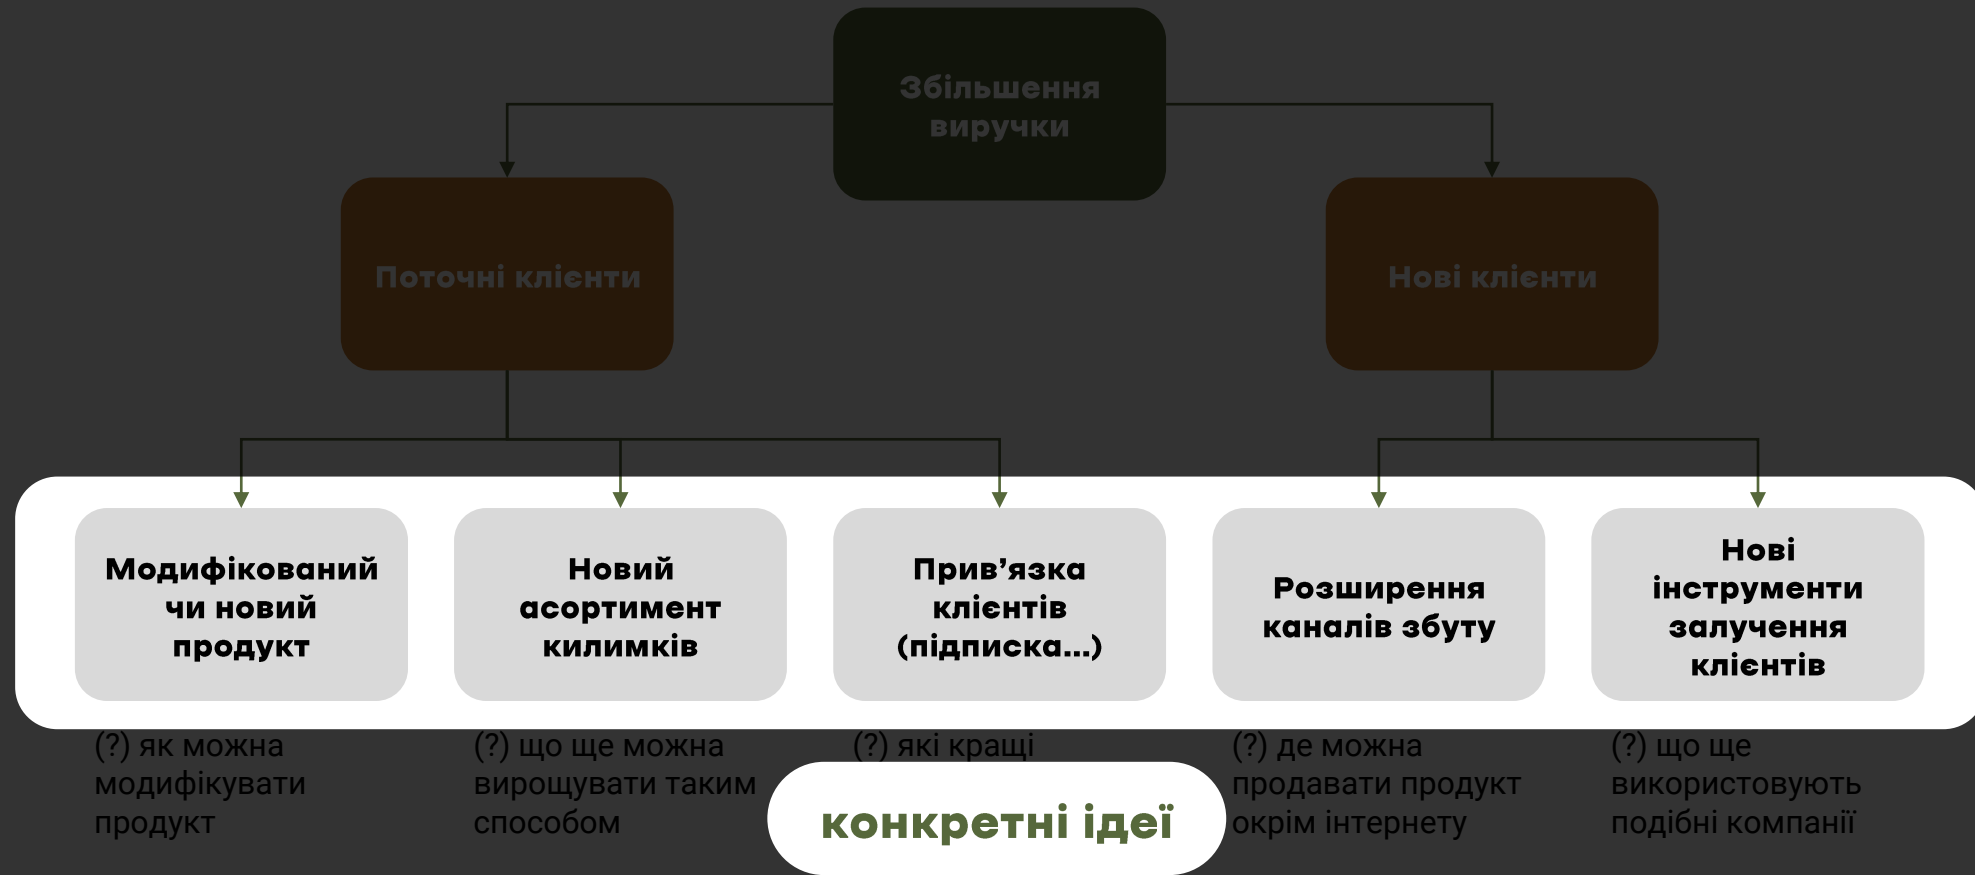 Збільшення
виручки
Поточні клієнти
Нові клієнти
Модифікований
чи новий
продукт
Новий
асортимент
килимків
Прив’язка
клієнтів
(підписка...)
Розширення
каналів збуту
Нові
інструменти
залучення
клієнтів
(?) як можна
модифікувати
продукт
(?) що ще можна
вирощувати таким
способом
(?) які кращі
(?) де можна
продавати продукт
окрім інтернету
(?) що ще
використовують
подібні компанії
конкретні ідеї